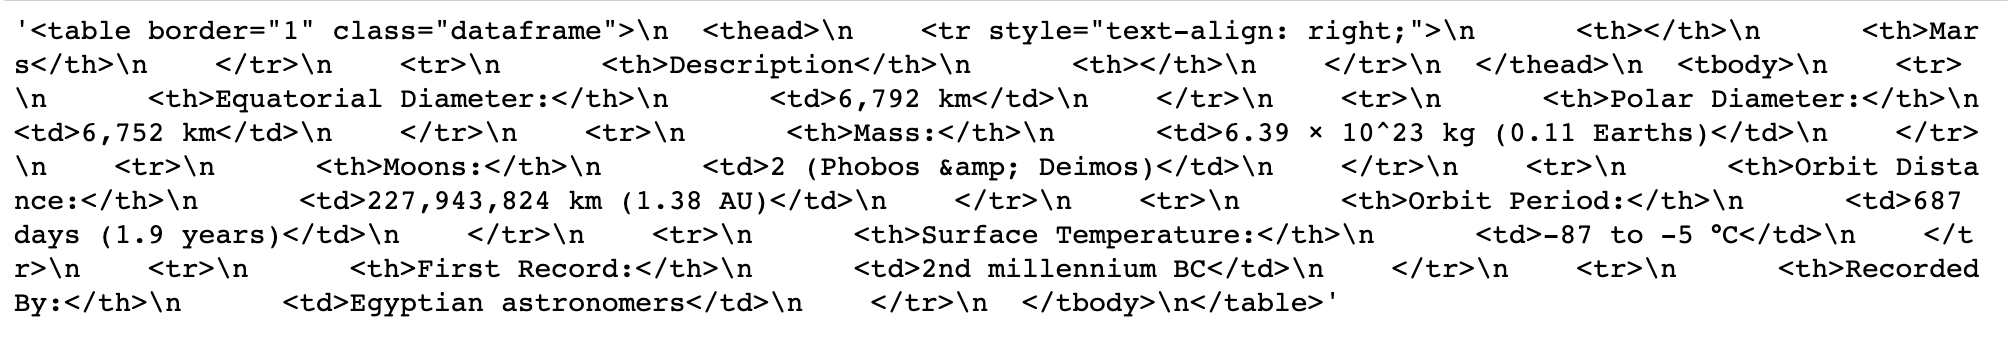 '<table border="1" class="dataframe">\n  <thead>\n    <tr style="text-align: right;">\n      <th></th>\n      <th>Mar
s</th>\n    </tr>\n    <tr>\n      <th>Description</th>\n      <th></th>\n    </tr>\n  </thead>\n  <tbody>\n    <tr>
\n      <th>Equatorial Diameter:</th>\n      <td>6,792 km</td>\n    </tr>\n    <tr>\n      <th>Polar Diameter:</th>\n
<td>6,752 km</td>\n    </tr>\n    <tr>\n      <th>Mass:</th>\n      <td>6.39 × 10^23 kg (0.11 Earths)</td>\n    </tr>
\n    <tr>\n      <th>Moons:</th>\n      <td>2 (Phobos &amp; Deimos)</td>\n    </tr>\n    <tr>\n      <th>Orbit Dista
nce:</th>\n      <td>227,943,824 km (1.38 AU)</td>\n    </tr>\n    <tr>\n      <th>Orbit Period:</th>\n      <td>687
days (1.9 years)</td>\n    </tr>\n    <tr>\n      <th>Surface Temperature:</th>\n      <td>-87 to -5 °C</td>\n    </t
r>\n    <tr>\n      <th>First Record:</th>\n      <td>2nd millennium BC</td>\n    </tr>\n    <tr>\n      <th>Recorded
By:</th>\n      <td>Egyptian astronomers</td>\n    </tr>\n  </tbody>\n</table>'